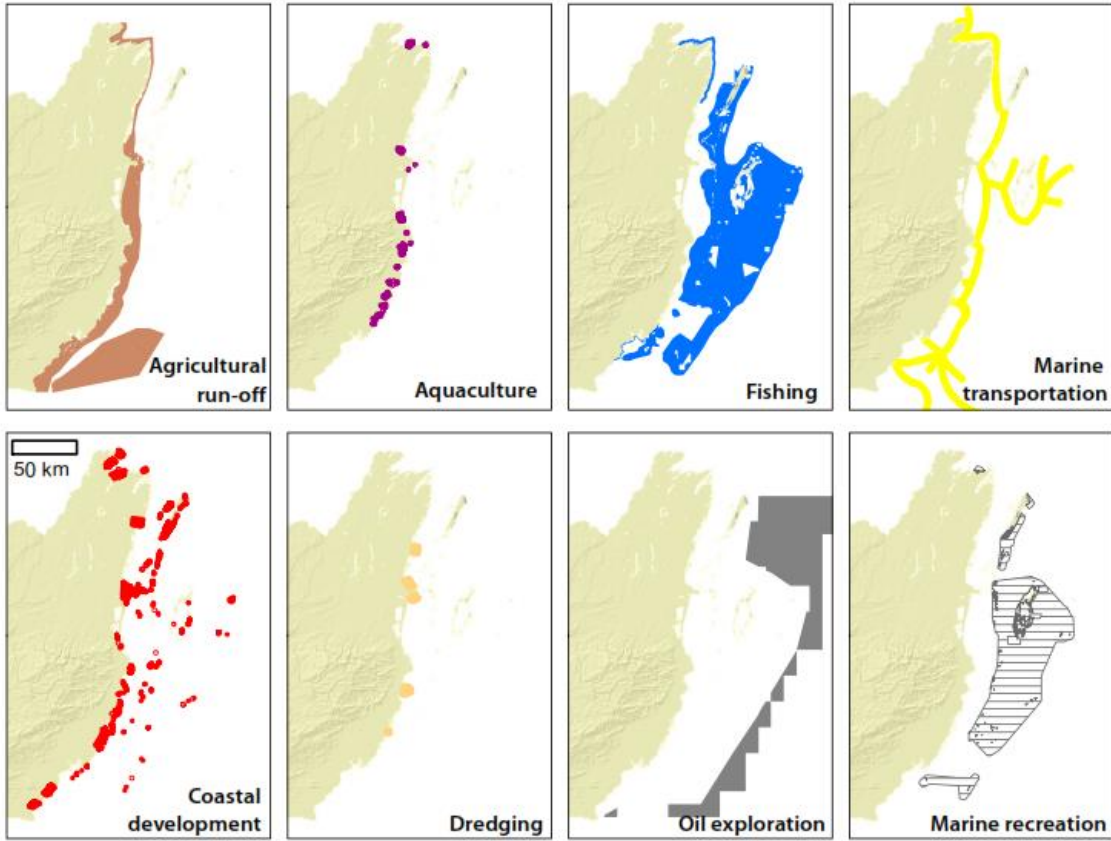 Agricultural
run-off
Aquaculture
Fishing
Marine
transportation
50 km
Coastal
development
Dredging
Oil exploration
Marine recreation